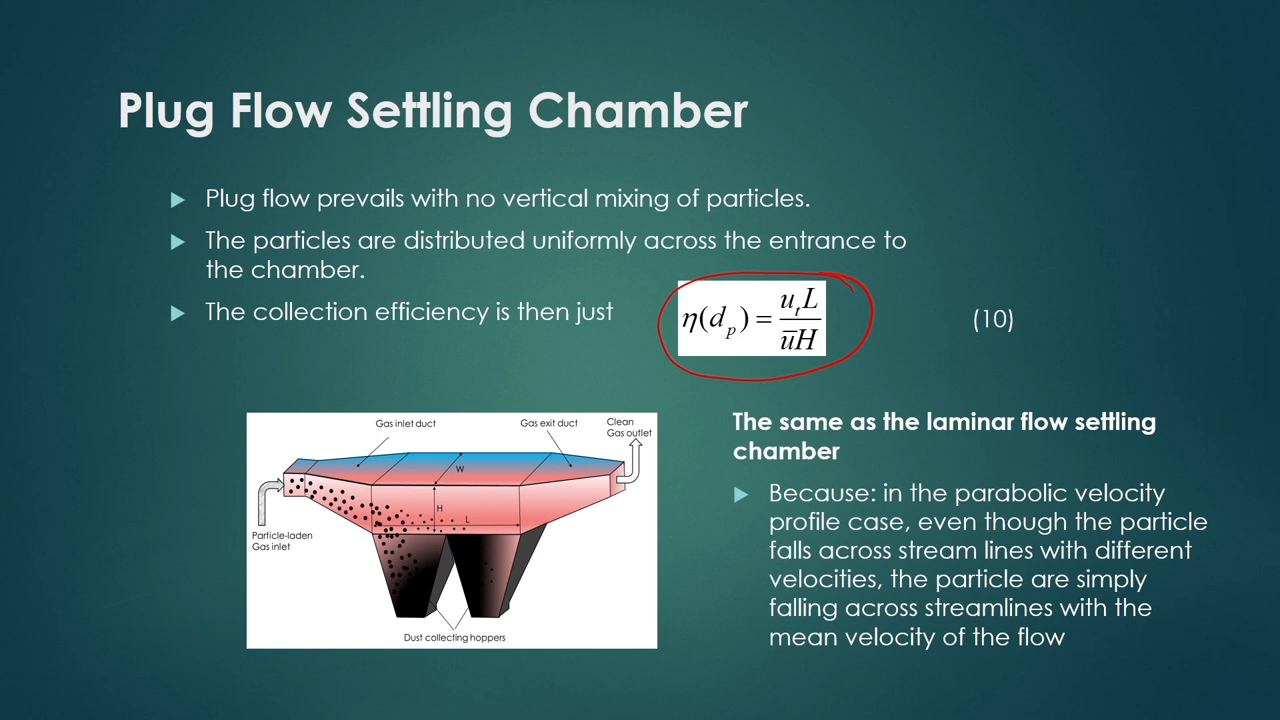 Plug Flow Settling Chamber
Plug flow prevails with no vertical mixing of particles.
The particles are distributed uniformly across the entrance to
the chamber.
The collection efficiency is then just
η(d_p) = u_t L / ūH
(10)
Gas inlet duct
Gas exit duct
Clean
Gas outlet
W
H
L
Particle-laden
Gas inlet
Dust collecting hoppers
The same as the laminar flow settling
chamber
Because: in the parabolic velocity
profile case, even though the particle
falls across stream lines with different
velocities, the particle are simply
falling across streamlines with the
mean velocity of the flow